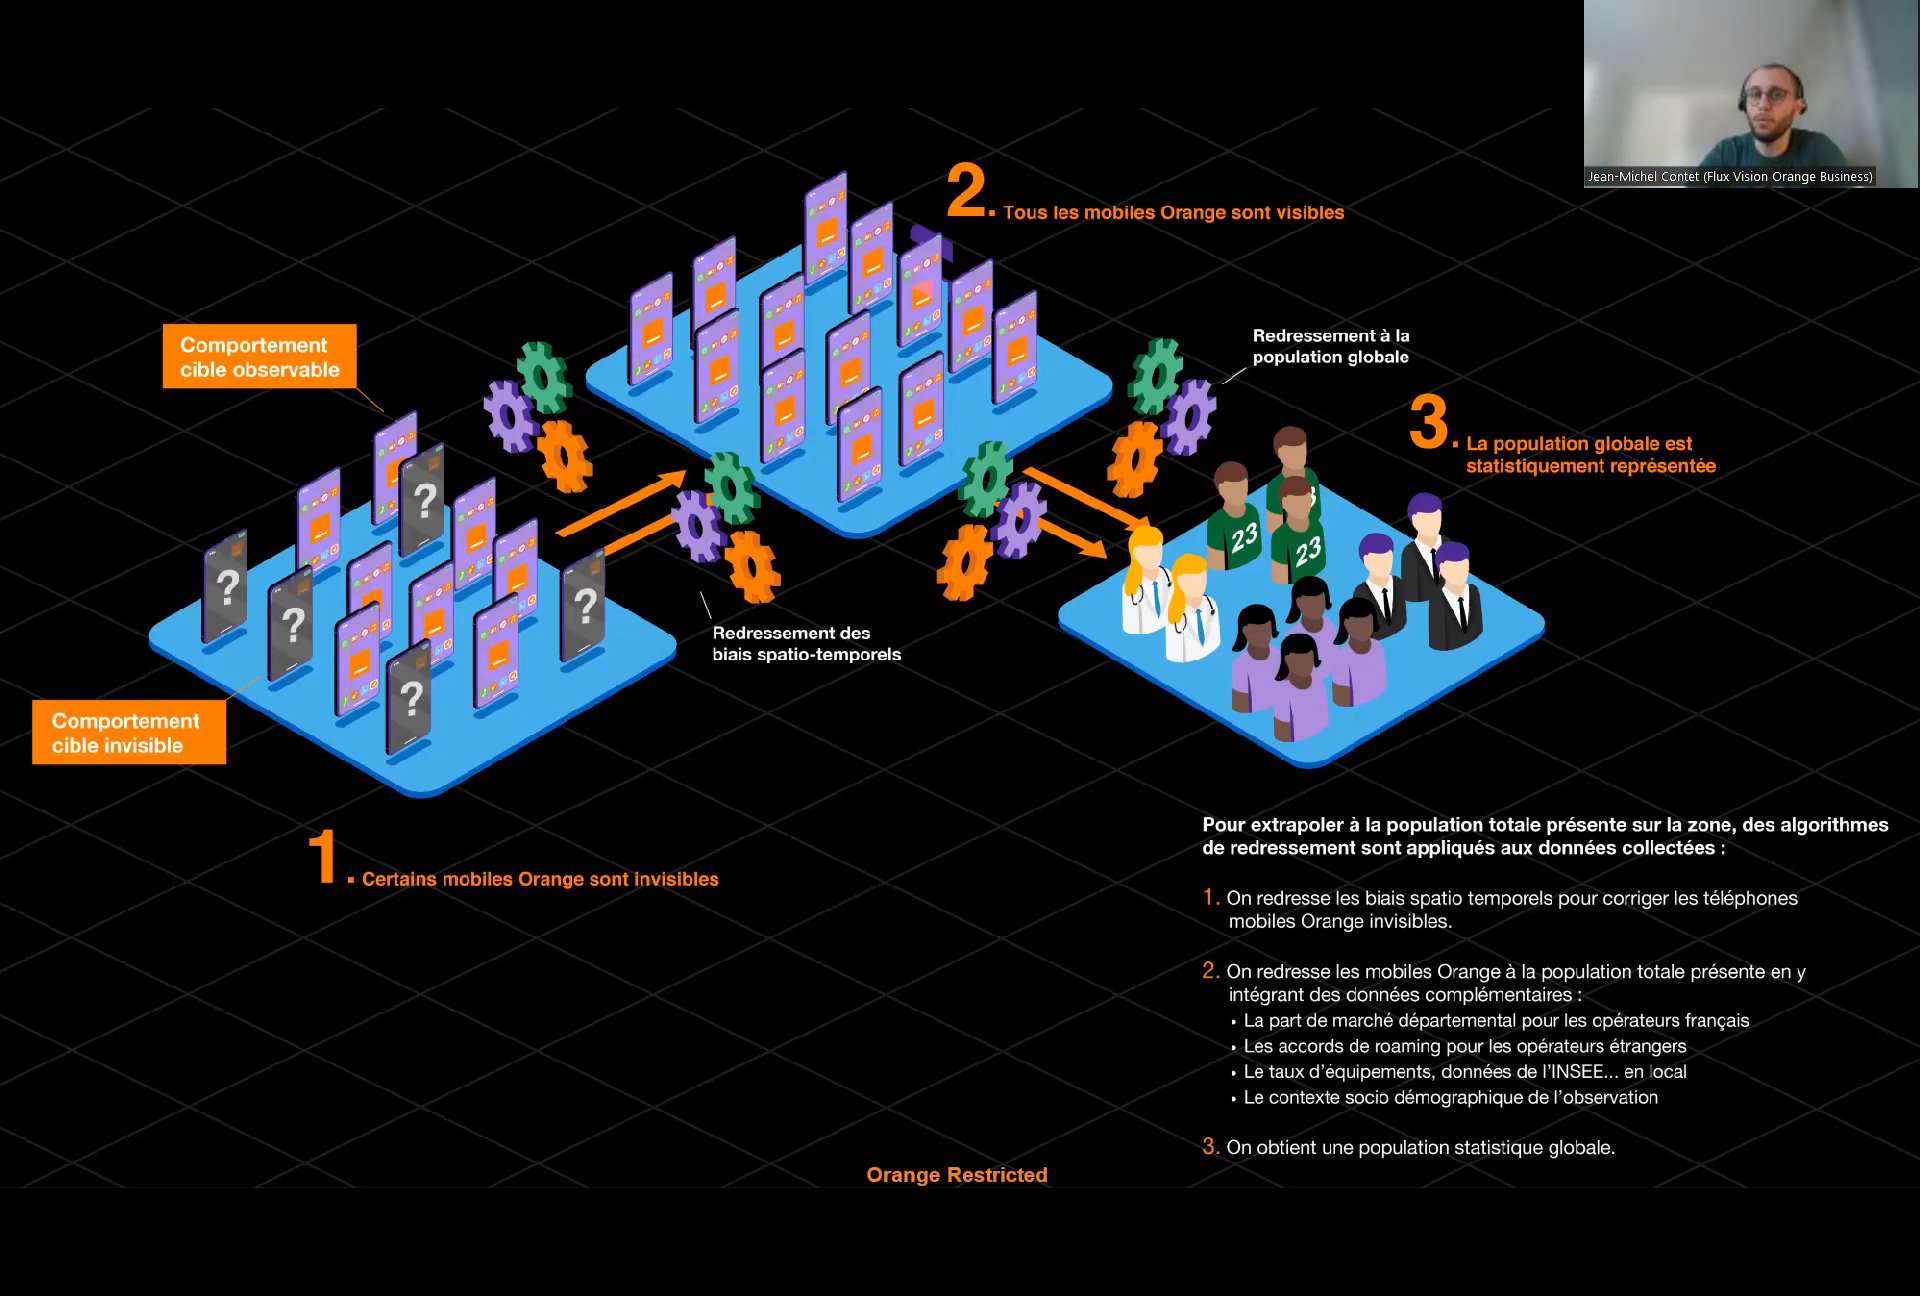 Jean-Michel Contet (Flux Vision Orange Business)
2. Tous les mobiles Orange sont visibles
Comportement
cible observable
Redressement à la
population globale
3. La population globale est
statistiquement représentée
23
23
?
?
?
?
?
Redressement des
biais spatio-temporels
Comportement
cible invisible
1. Certains mobiles Orange sont invisibles
Pour extrapoler à la population totale présente sur la zone, des algorithmes
de redressement sont appliqués aux données collectées :
1. On redresse les biais spatio temporels pour corriger les téléphones
mobiles Orange invisibles.
2. On redresse les mobiles Orange à la population totale présente en y
intégrant des données complémentaires :
• La part de marché départemental pour les opérateurs français
• Les accords de roaming pour les opérateurs étrangers
• Le taux d'équipements, données de l'INSEE... en local
• Le contexte socio démographique de l'observation
3. On obtient une population statistique globale.
Orange Restricted